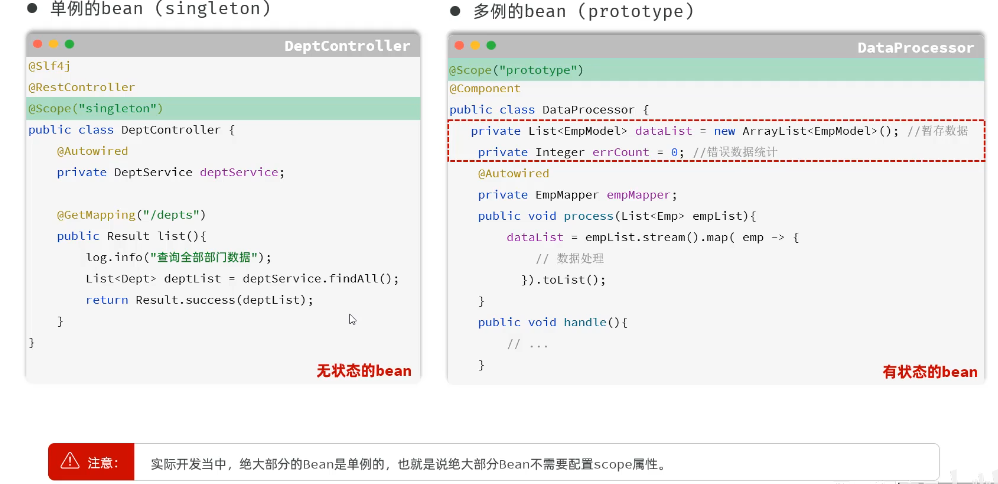 ● 单例的bean (singleton)
DeptController
@Slf4j
@RestController
@Scope("singleton")
public class DeptController {
@Autowired
private DeptService deptService;
@GetMapping("/depts")
public Result list(){
log.info("查询全部部门数据");
List<Dept> deptList = deptService.findAll();
return Result.success(deptList);
}
}
无状态的bean
● 多例的bean (prototype)
DataProcessor
@Scope("prototype")
@Component
public class DataProcessor {
private List<EmpModel> dataList = new ArrayList<EmpModel>(); //暂存数据
private Integer errCount = 0; //错误数据统计
@Autowired
private EmpMapper empMapper;
public void process(List<Emp> empList){
dataList = empList.stream().map( emp -> {
// 数据处理
}).toList();
}
public void handle(){
// ...
}
有状态的bean
注意：
实际开发当中，绝大部分的Bean是单例的，也就是说绝大部分Bean不需要配置scope属性。